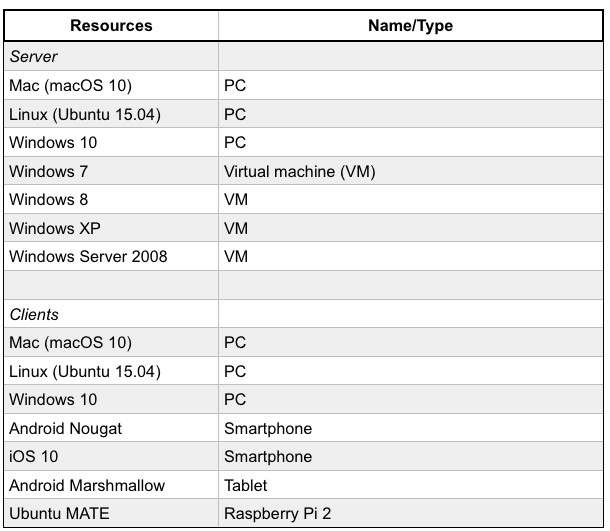 Resources Name/Type
Server
Mac (macOS 10) PC
Linux (Ubuntu 15.04) PC
Windows 10 PC
Windows 7 Virtual machine (VM)
Windows 8 VM
Windows XP VM
Windows Server 2008 VM
Clients
Mac (macOS 10) PC
Linux (Ubuntu 15.04) PC
Windows 10 PC
Android Nougat Smartphone
iOS 10 Smartphone
Android Marshmallow Tablet
Ubuntu MATE Raspberry Pi 2